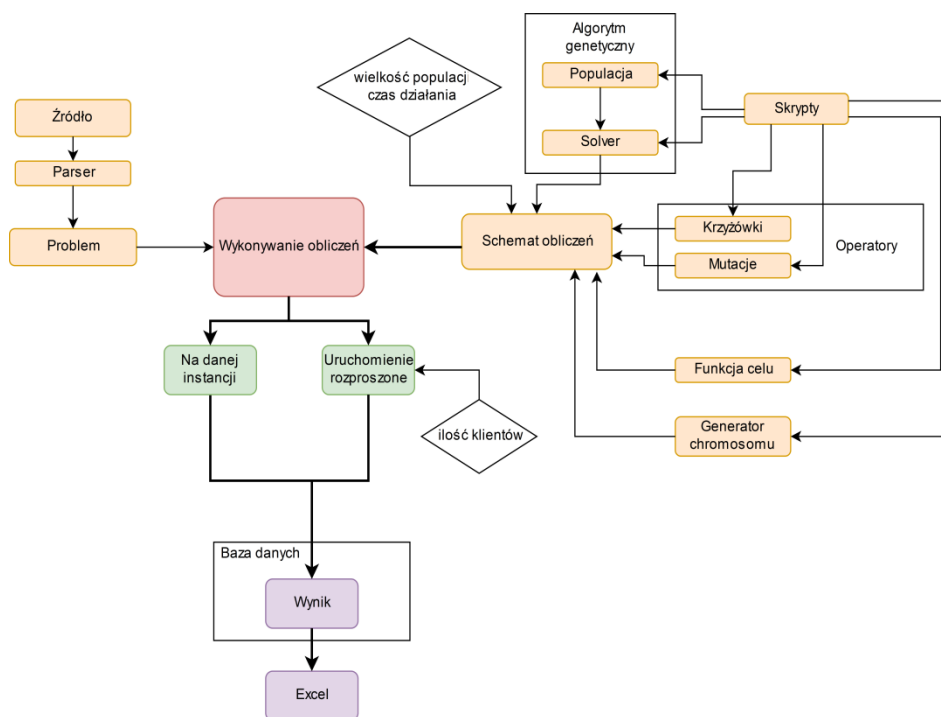 Algorytm
genetyczny
wielkość populacji
czas działania
Populacja
Skrypty
Źródło
Solver
Parser
Problem
Wykonywanie obliczeń
Schemat obliczeń
Krzyżówki
Operatory
Mutacje
Na danej
instancji
Uruchomienie
rozproszone
Funkcja celu
ilość klientów
Generator
chromosomu
Baza danych
Wynik
Excel